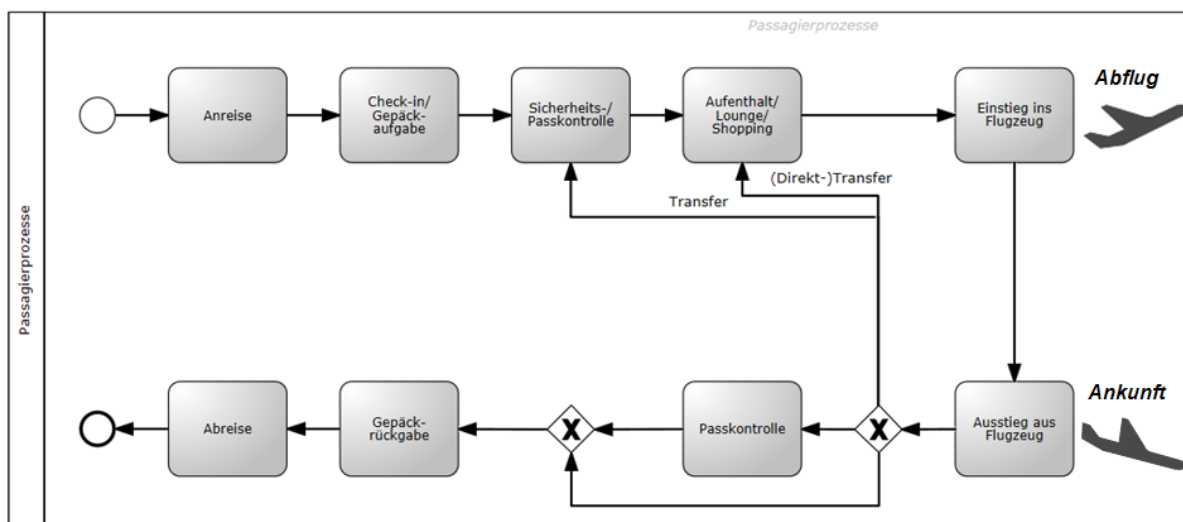 Passagierprozesse
Passagierprozesse
Anreise
Check-in/
Gepäck-
aufgabe
Sicherheits-/
Passkontrolle
Aufenthalt/
Lounge/
Shopping
Einstieg ins
Flugzeug
Abflug
(Direkt-)Transfer
Transfer
Abreise
Gepäck-
rückgabe
X
Passkontrolle
X
Ausstieg aus
Flugzeug
Ankunft